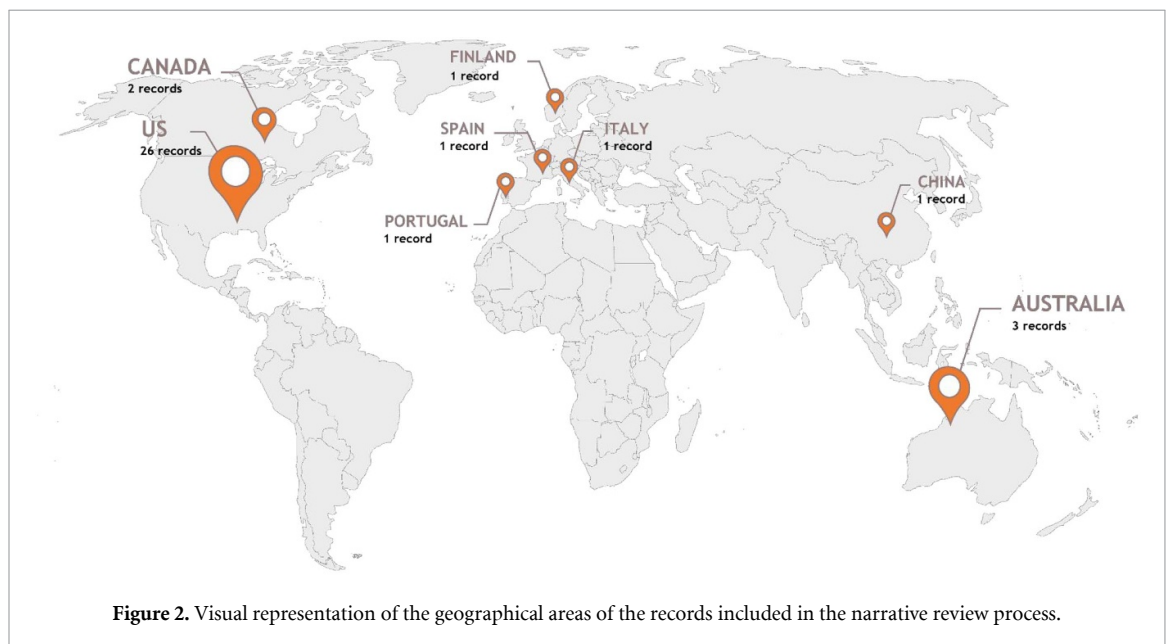 CANADA
2 records
US
26 records
FINLAND
1 record
SPAIN
1 record
ITALY
1 record
PORTUGAL
1 record
CHINA
1 record
AUSTRALIA
3 records
Figure 2. Visual representation of the geographical areas of the records included in the narrative review process.